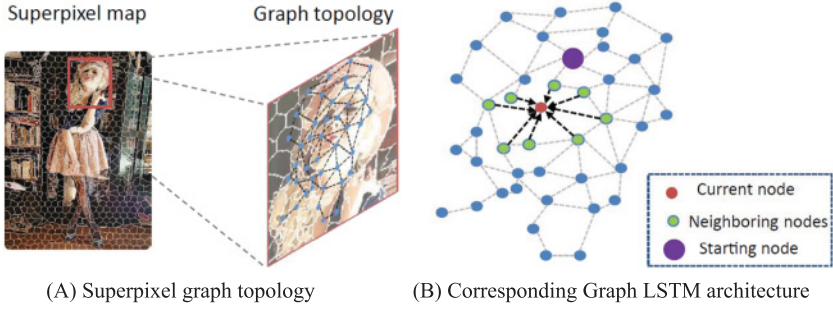 Superpixel map
Graph topology
Current node
Neighboring nodes
Starting node
(A) Superpixel graph topology
(B) Corresponding Graph LSTM architecture